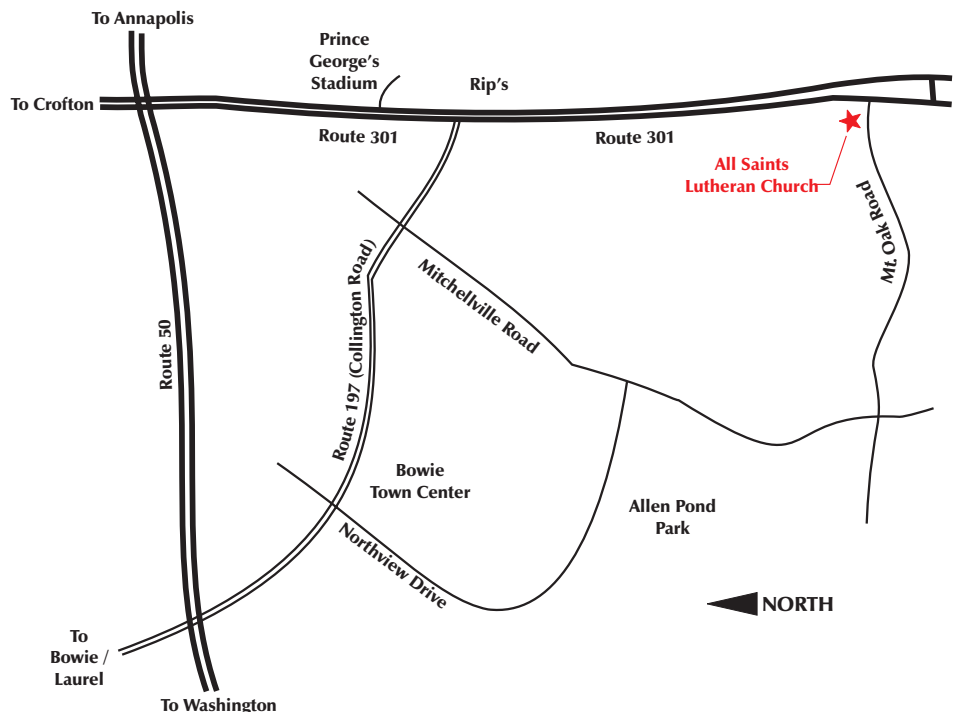 To Annapolis
Prince
George's
Stadium
Rip's
To Crofton
Route 301
Route 301
All Saints
Lutheran Church
Mt. Oak Road
Mitchellville Road
Route 197 (Collington Road)
Route 50
Bowie
Town Center
Allen Pond
Park
Northview Drive
NORTH
To
Bowie /
Laurel
To Washington